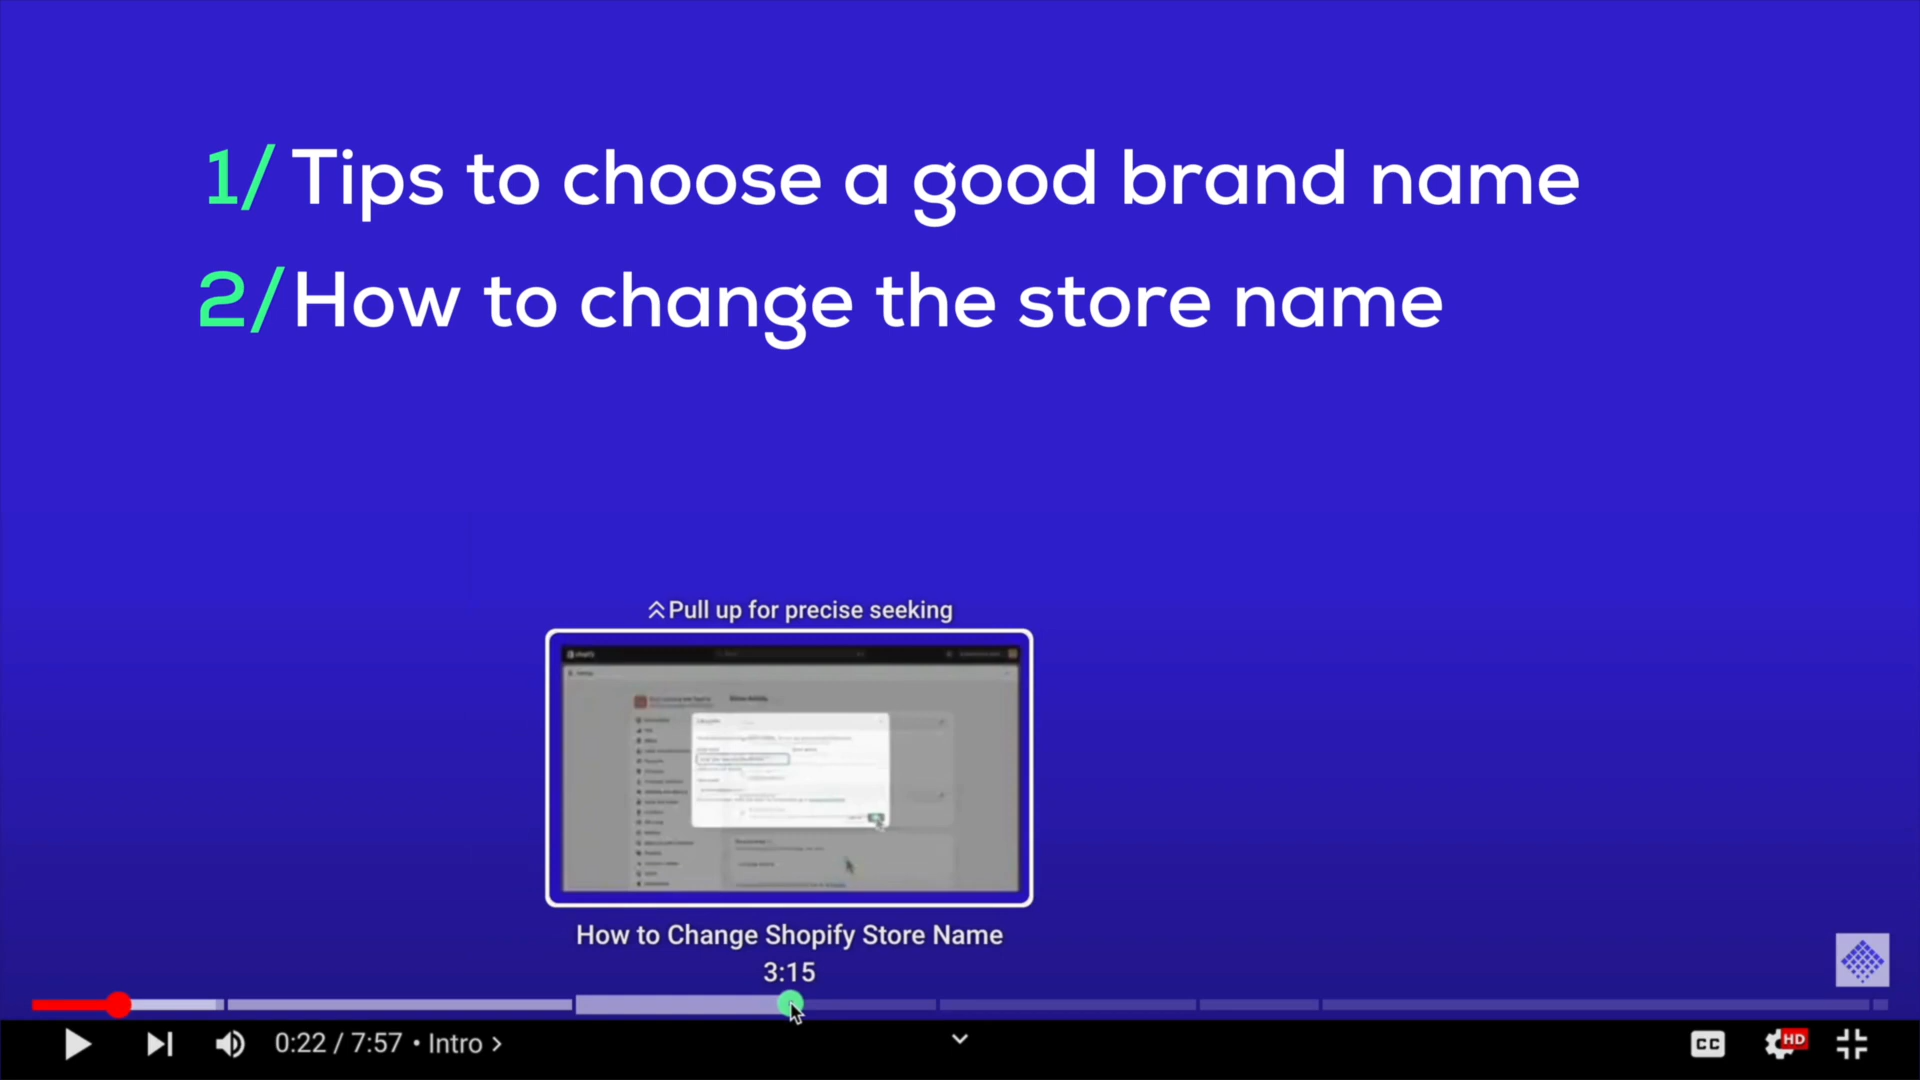 1/ Tips to choose a good brand name
2/ How to change the store name
Pull up for precise seeking
shopify
How to Change Shopify Store Name
3:15
0:22 / 7:57 • Intro
CC
HD